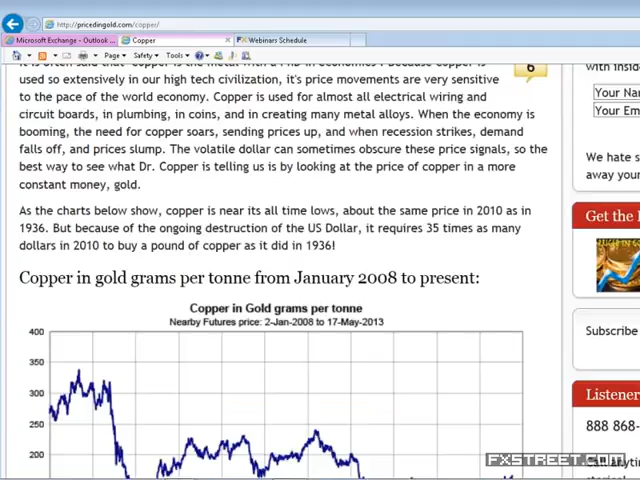 http://pricedingold.com/copper/
Microsoft Exchange - Outlook ...
Copper
Webinars Schedule
Page
Safety
Tools
used so extensively in our high tech civilization, it's price movements are very sensitive
to the pace of the world economy. Copper is used for almost all electrical wiring and
circuit boards, in plumbing, in coins, and in creating many metal alloys. When the economy is
booming, the need for copper soars, sending prices up, and when recession strikes, demand
falls off, and prices slump. The volatile dollar can sometimes obscure these price signals, so the
best way to see what Dr. Copper is telling us is by looking at the price of copper in a more
constant money, gold.
As the charts below show, copper is near its all time lows, about the same price in 2010 as in
1936. But because of the ongoing destruction of the US Dollar, it requires 35 times as many
dollars in 2010 to buy a pound of copper as it did in 1936!
Copper in gold grams per tonne from January 2008 to present:
Copper in Gold grams per tonne
Nearby Futures price: 2-Jan-2008 to 17-May-2013
400
350
300
250
200
6
with insid
Your Nam
Your Em
We hate s
away your
Get the
Subscribe
Listener
888 868-
FXSTREET.COM